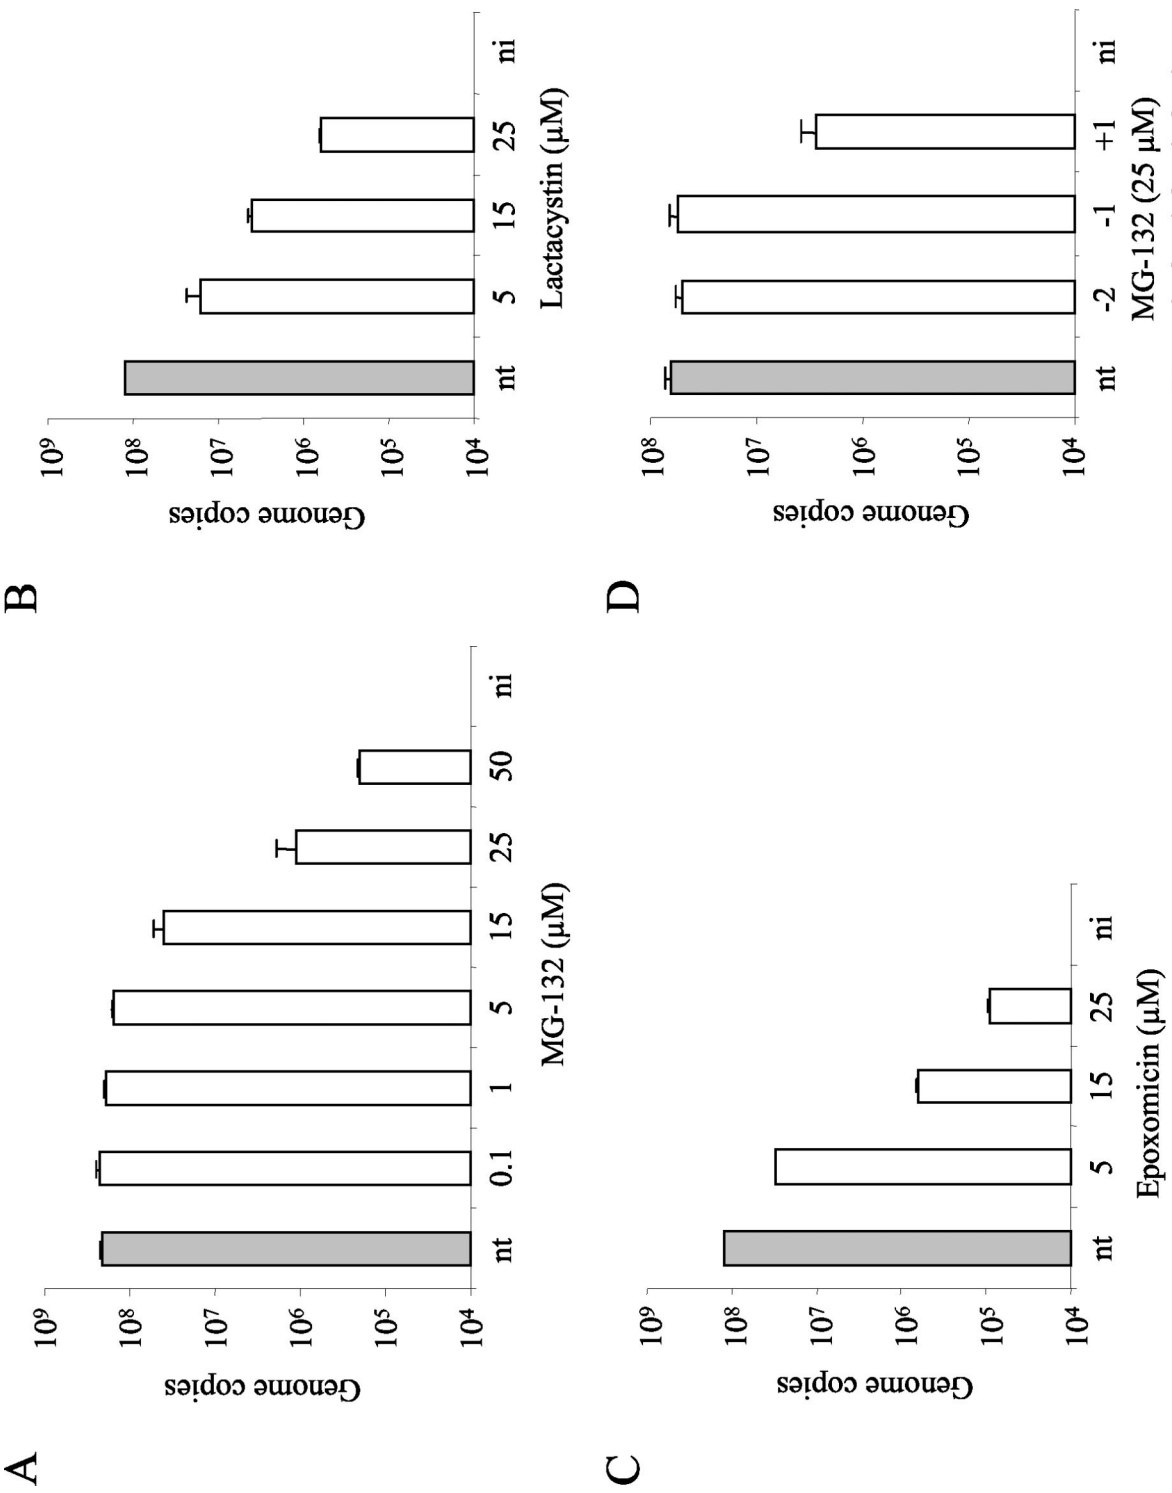 A
Genome copies
10⁹
10⁸
10⁷
10⁶
10⁵
10⁴
nt 0.1 1 5 15 25 50 ni
MG-132 (µM)
B
Genome copies
10⁹
10⁸
10⁷
10⁶
10⁵
10⁴
nt 5 15 25 ni
Lactacystin (µM)
C
Genome copies
10⁹
10⁸
10⁷
10⁶
10⁵
10⁴
nt 5 15 25 ni
Epoxomicin (µM)
D
Genome copies
10⁸
10⁷
10⁶
10⁵
10⁴
nt -2 -1 +1 ni
MG-132 (25 µM)